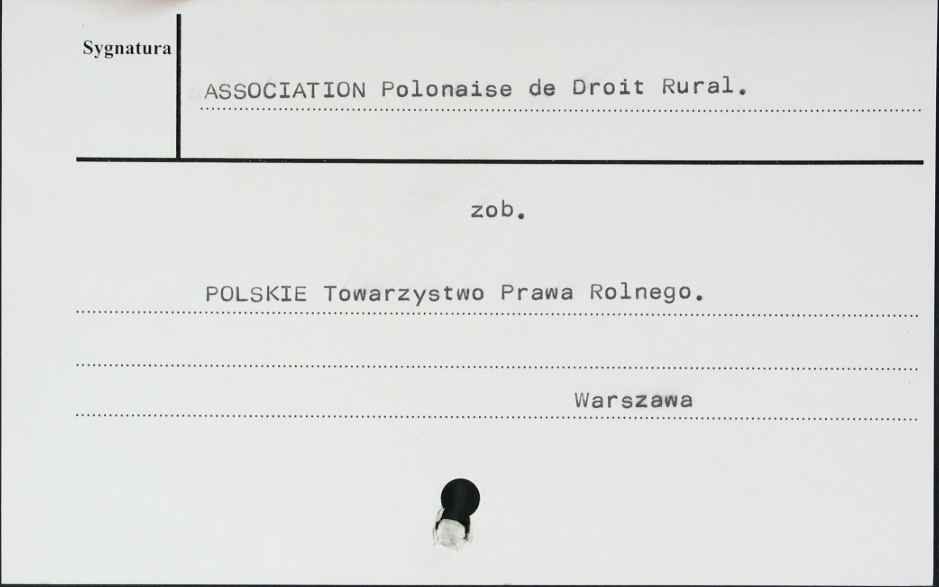 Sygnatura
ASSOCIATION Polonaise de Droit Rural.
zob.
POLSKIE Towarzystwo Prawa Rolnego.
Warszawa